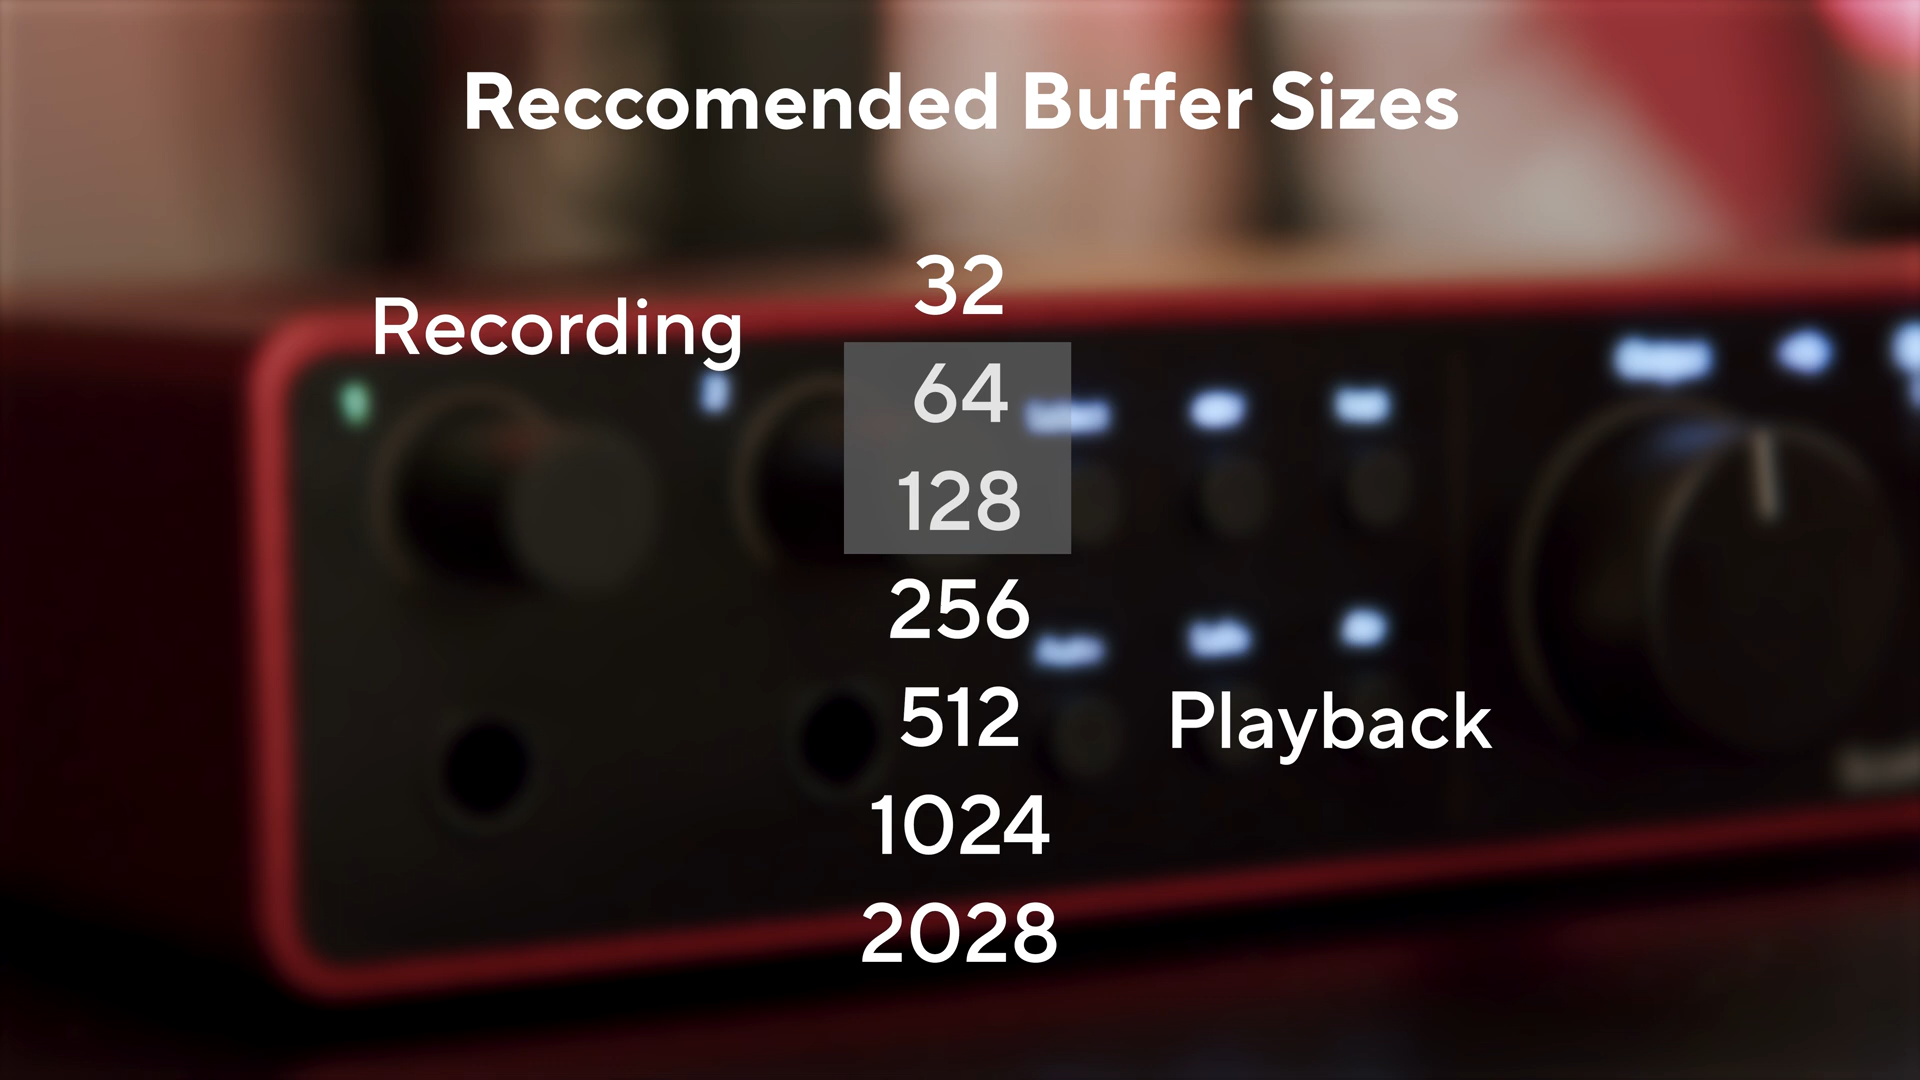 Reccomended Buffer Sizes
32
Recording
64
128
256
512
Playback
1024
2028